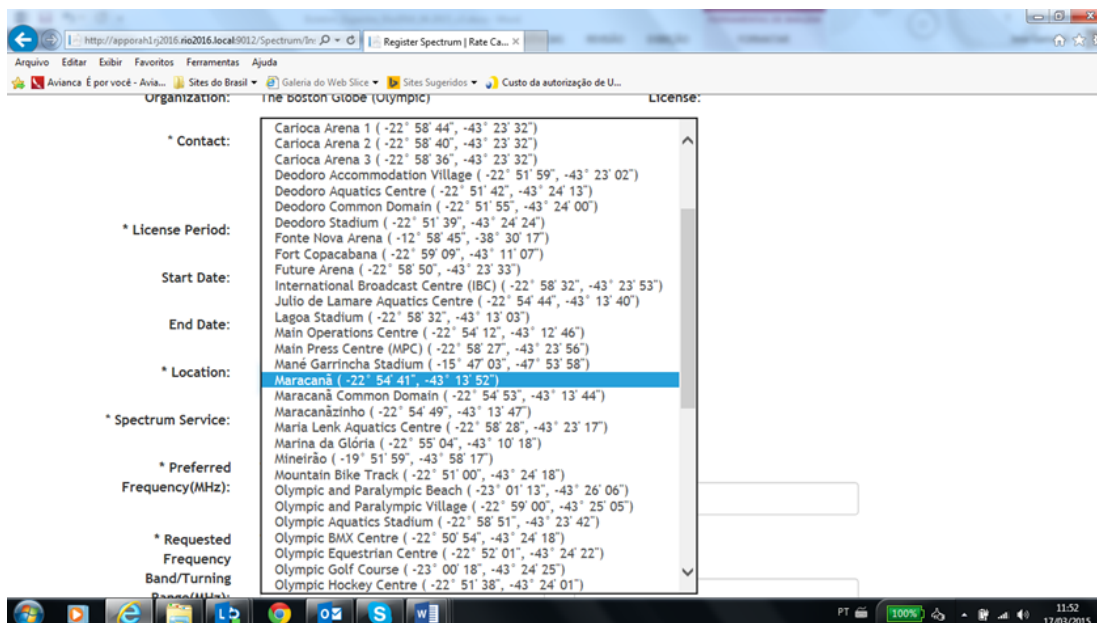 http://apporah1rj2016.rio2016.local:9012/Spectrum/In
Register Spectrum | Rate Ca...
Arquivo Editar Exibir Favoritos Ferramentas Ajuda
Avianca É por você - Avia... Sites do Brasil Galeria do Web Slice Sites Sugeridos Custo da autorização de U...
Organization: The Boston Globe (Olympic) License:
* Contact:
Carioca Arena 1 ( -22° 58' 44", -43° 23' 32")
Carioca Arena 2 ( -22° 58' 40", -43° 23' 32")
Carioca Arena 3 ( -22° 58' 36", -43° 23' 32")
Deodoro Accommodation Village ( -22° 51' 59", -43° 23' 02")
Deodoro Aquatics Centre ( -22° 51' 42", -43° 24' 13")
Deodoro Common Domain ( -22° 51' 55", -43° 24' 00")
Deodoro Stadium ( -22° 51' 39", -43° 24' 24")
Fonte Nova Arena ( -12° 58' 45", -38° 30' 17")
Fort Copacabana ( -22° 59' 09", -43° 11' 07")
Future Arena ( -22° 58' 50", -43° 23' 33")
International Broadcast Centre (IBC) ( -22° 58' 32", -43° 23' 53")
Julio de Lamare Aquatics Centre ( -22° 54' 44", -43° 13' 40")
Lagoa Stadium ( -22° 58' 32", -43° 13' 03")
Main Operations Centre ( -22° 54' 12", -43° 12' 46")
Main Press Centre (MPC) ( -22° 58' 27", -43° 23' 56")
Mané Garrincha Stadium ( -15° 47' 03", -47° 53' 58")
Maracanã ( -22° 54' 41", -43° 13' 52")
Maracanã Common Domain ( -22° 54' 53", -43° 13' 44")
Maracanãzinho ( -22° 54' 49", -43° 13' 47")
Maria Lenk Aquatics Centre ( -22° 58' 28", -43° 23' 17")
Marina da Glória ( -22° 55' 04", -43° 10' 18")
Mineirão ( -19° 51' 59", -43° 58' 17")
Mountain Bike Track ( -22° 51' 00", -43° 24' 18")
Olympic and Paralympic Beach ( -23° 01' 13", -43° 26' 06")
Olympic and Paralympic Village ( -22° 59' 00", -43° 25' 05")
Olympic Aquatics Stadium ( -22° 58' 51", -43° 23' 42")
Olympic BMX Centre ( -22° 50' 54", -43° 24' 18")
Olympic Equestrian Centre ( -22° 52' 01", -43° 24' 22")
Olympic Golf Course ( -23° 00' 18", -43° 24' 25")
Olympic Hockey Centre ( -22° 51' 38", -43° 24' 01")
* License Period:
Start Date:
End Date:
* Location:
* Spectrum Service:
* Preferred
Frequency(MHz):
* Requested
Frequency
Band/Turning
Range(MHz):
PT 100% 11:52
17/03/2015